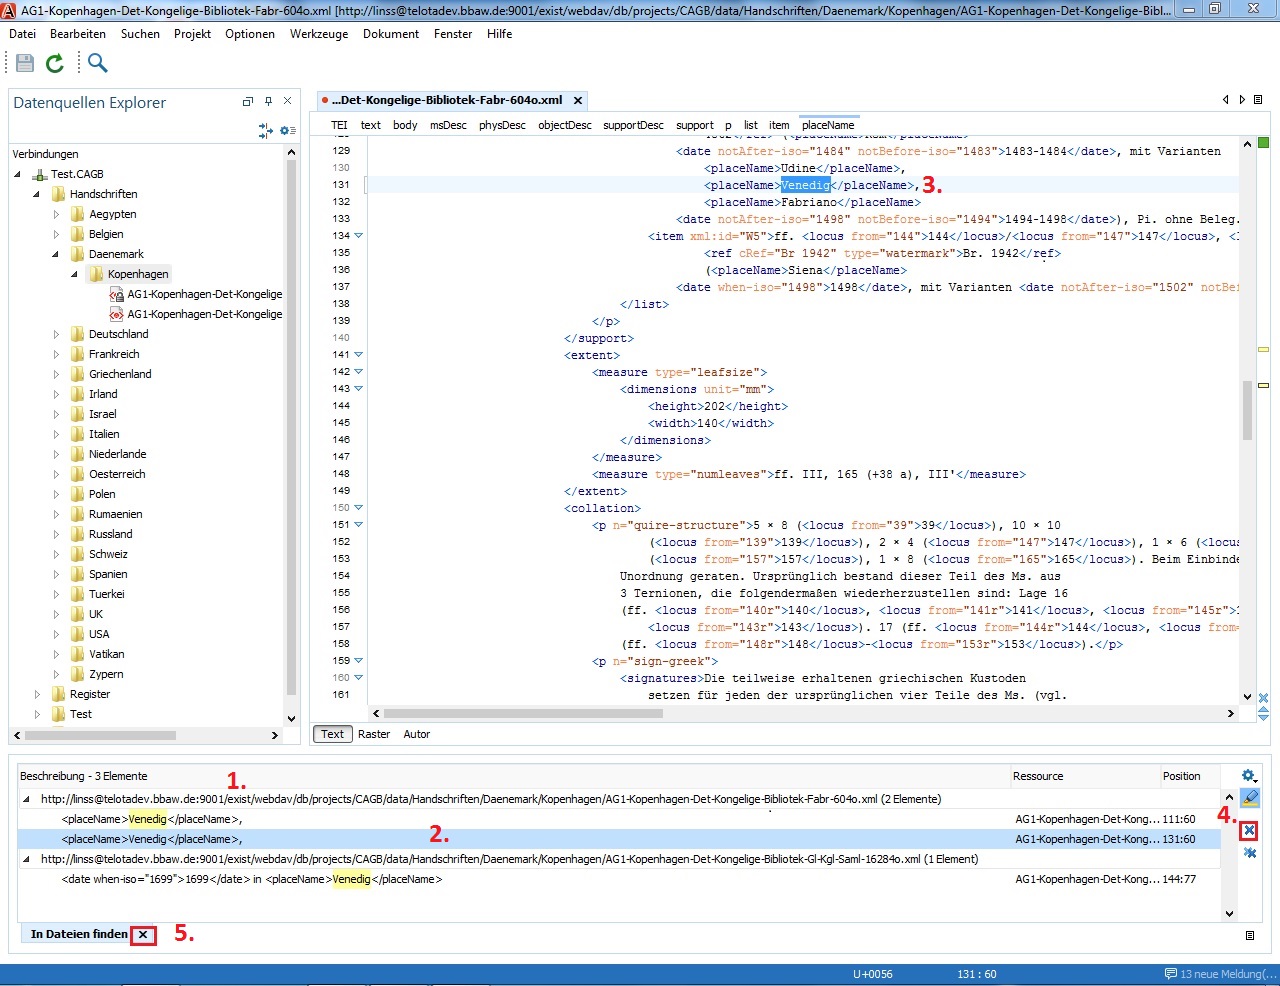 AG1-Kopenhagen-Det-Kongelige-Bibliotek-Fabr-604o.xml [http://linss@telotadev.bbaw.de:9001/exist/webdav/db/projects/CAGB/data/Handschriften/Daenemark/Kopenhagen/AG1-Kopenhagen-Det-Kongelige-Bibl...
Datei Bearbeiten Suchen Projekt Optionen Werkzeuge Dokument Fenster Hilfe
Datenquellen Explorer
Verbindungen
Test.CAGB
Handschriften
Aegypten
Belgien
Daenemark
Kopenhagen
AG1-Kopenhagen-Det-Kongelige
AG1-Kopenhagen-Det-Kongelige
Deutschland
Frankreich
Griechenland
Irland
Israel
Italien
Niederlande
Oesterreich
Polen
Rumaenien
Russland
Schweiz
Spanien
Tuerkei
UK
USA
Vatikan
Zypern
Register
Test
...Det-Kongelige-Bibliotek-Fabr-604o.xml
TEI text body msDesc physDesc objectDesc supportDesc support p list item placeName
129 <date notAfter-iso="1484" notBefore-iso="1483">1483-1484</date>, mit Varianten
130 <placeName>Udine</placeName>,
131 <placeName>Venedig</placeName>, 3.
132 <placeName>Fabriano</placeName>
133 <date notAfter-iso="1498" notBefore-iso="1494">1494-1498</date>), Pi. ohne Beleg.
134 <item xml:id="W5">ff. <locus from="144">144</locus>/<locus from="147">147</locus>, <l
135 <ref cRef="Br 1942" type="watermark">Br. 1942</ref>
136 (<placeName>Siena</placeName>
137 <date when-iso="1498">1498</date>, mit Varianten <date notAfter-iso="1502" notBef
138 </list>
139 </p>
140 </support>
141 <extent>
142 <measure type="leafsize">
143 <dimensions unit="mm">
144 <height>202</height>
145 <width>140</width>
146 </dimensions>
147 </measure>
148 <measure type="numleaves">ff. III, 165 (+38 a), III'</measure>
149 </extent>
150 <collation>
151 <p n="quire-structure">5 × 8 (<locus from="39">39</locus>), 10 × 10
152 (<locus from="139">139</locus>), 2 × 4 (<locus from="147">147</locus>), 1 × 6 (<locus
153 (<locus from="157">157</locus>), 1 × 8 (<locus from="165">165</locus>). Beim Einbinde
154 Unordnung geraten. Ursprünglich bestand dieser Teil des Ms. aus
155 3 Ternionen, die folgendermaßen wiederherzustellen sind: Lage 16
156 (ff. <locus from="140r">140</locus>, <locus from="141r">141</locus>, <locus from="145r">1
157 <locus from="143r">143</locus>). 17 (ff. <locus from="144r">144</locus>, <locus from=
158 (ff. <locus from="148r">148</locus>-<locus from="153r">153</locus>).</p>
159 <p n="sign-greek">
160 <signatures>Die teilweise erhaltenen griechischen Kustoden
161 setzen für jeden der ursprünglichen vier Teile des Ms. (vgl.
Text Raster Autor
Beschreibung - 3 Elemente 1. Ressource Position
http://linss@telotadev.bbaw.de:9001/exist/webdav/db/projects/CAGB/data/Handschriften/Daenemark/Kopenhagen/AG1-Kopenhagen-Det-Kongelige-Bibliotek-Fabr-604o.xml (2 Elemente)
<placeName>Venedig</placeName>, AG1-Kopenhagen-Det-Kong... 111:60 4.
<placeName>Venedig</placeName>, 2. AG1-Kopenhagen-Det-Kong... 131:60
http://linss@telotadev.bbaw.de:9001/exist/webdav/db/projects/CAGB/data/Handschriften/Daenemark/Kopenhagen/AG1-Kopenhagen-Det-Kongelige-Bibliotek-Gl-Kgl-Saml-16284o.xml (1 Element)
<date when-iso="1699">1699</date> in <placeName>Venedig</placeName> AG1-Kopenhagen-Det-Kong... 144:77
In Dateien finden 5.
U+0056 131 : 60 13 neue Meldung(...